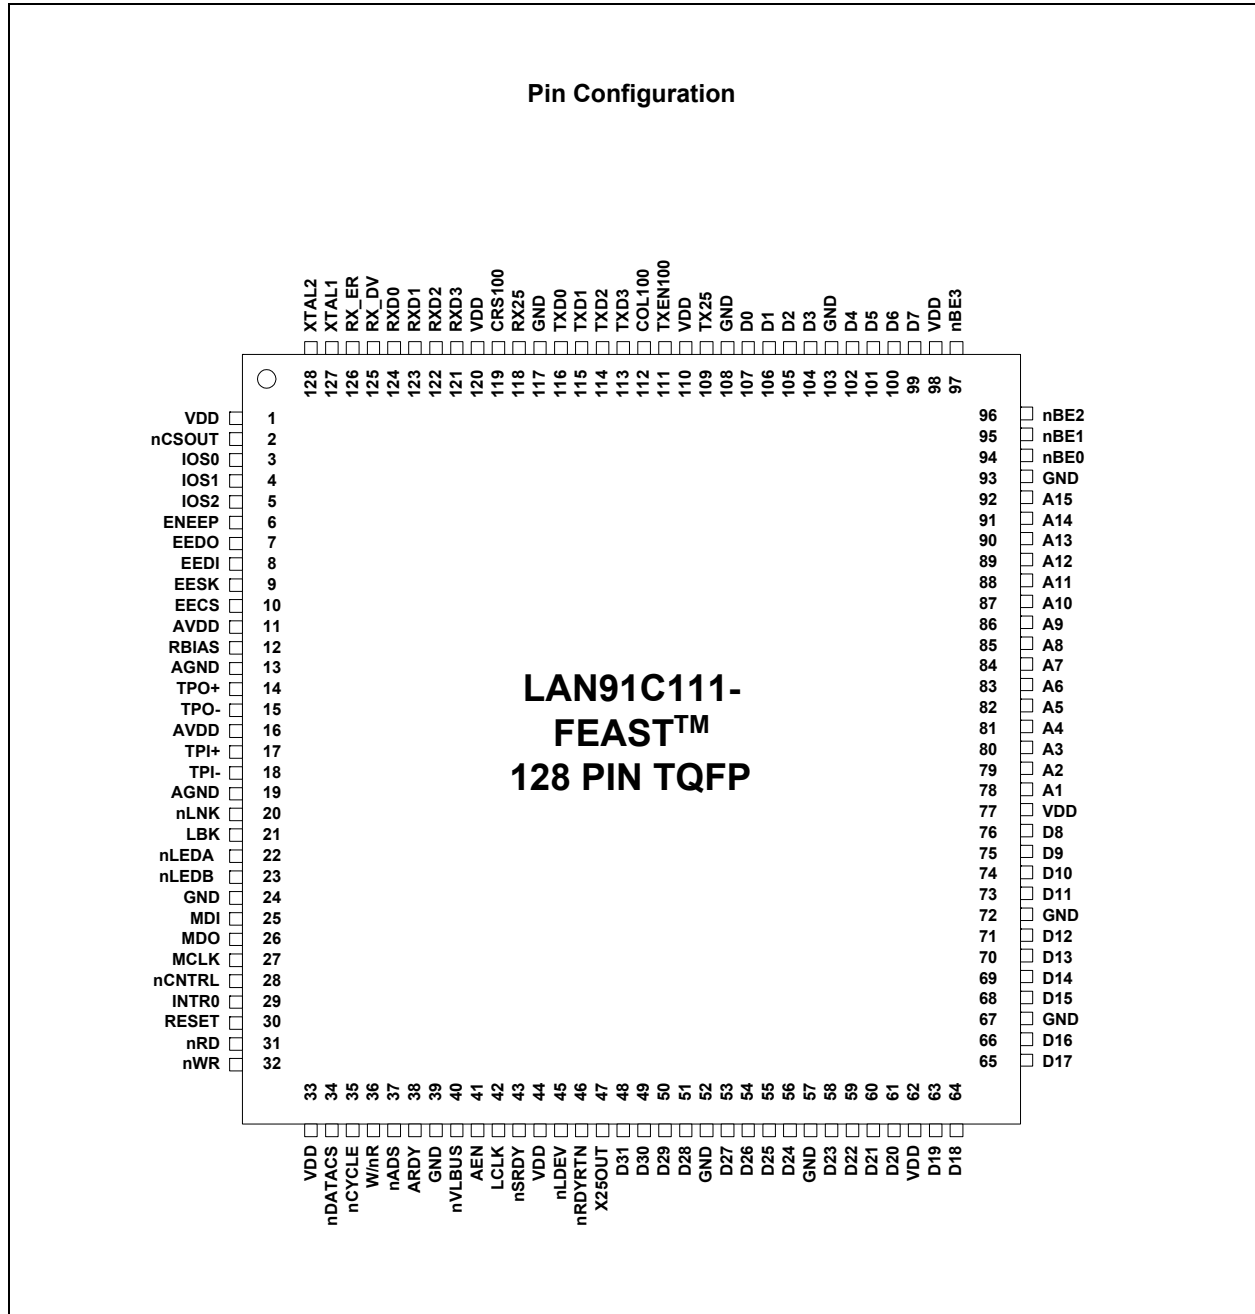 Pin Configuration
XTAL2
XTAL1
RX_ER
RX_DV
RXD0
RXD1
RXD2
RXD3
VDD
CRS100
RX25
GND
TXD0
TXD1
TXD2
TXD3
COL100
TXEN100
VDD
TX25
GND
D0
D1
D2
D3
GND
D4
D5
D6
D7
VDD
nBE3
128
127
126
125
124
123
122
121
120
119
118
117
116
115
114
113
112
111
110
109
108
107
106
105
104
103
102
101
100
99
98
97
VDD 1
nCSOUT 2
IOS0 3
IOS1 4
IOS2 5
ENEEP 6
EEDO 7
EEDI 8
EESK 9
EECS 10
AVDD 11
RBIAS 12
AGND 13
TPO+ 14
TPO- 15
AVDD 16
TPI+ 17
TPI- 18
AGND 19
nLNK 20
LBK 21
nLEDA 22
nLEDB 23
GND 24
MDI 25
MDO 26
MCLK 27
nCNTRL 28
INTR0 29
RESET 30
nRD 31
nWR 32
LAN91C111-
FEAST™
128 PIN TQFP
96 nBE2
95 nBE1
94 nBE0
93 GND
92 A15
91 A14
90 A13
89 A12
88 A11
87 A10
86 A9
85 A8
84 A7
83 A6
82 A5
81 A4
80 A3
79 A2
78 A1
77 VDD
76 D8
75 D9
74 D10
73 D11
72 GND
71 D12
70 D13
69 D14
68 D15
67 GND
66 D16
65 D17
33
34
35
36
37
38
39
40
41
42
43
44
45
46
47
48
49
50
51
52
53
54
55
56
57
58
59
60
61
62
63
64
VDD
nDATACS
nCYCLE
W/nR
nADS
ARDY
GND
nVLBUS
AEN
LCLK
nSRDY
VDD
nLDEV
nRDYRTN
X25OUT
D31
D30
D29
D28
GND
D27
D26
D25
D24
GND
D23
D22
D21
D20
VDD
D19
D18